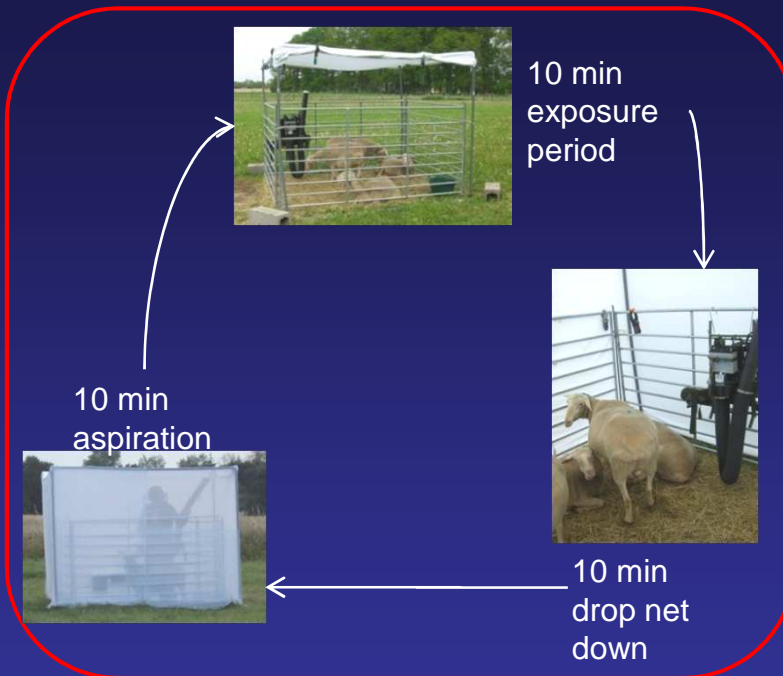 10 min
exposure
period
10 min
aspiration
10 min
drop net
down